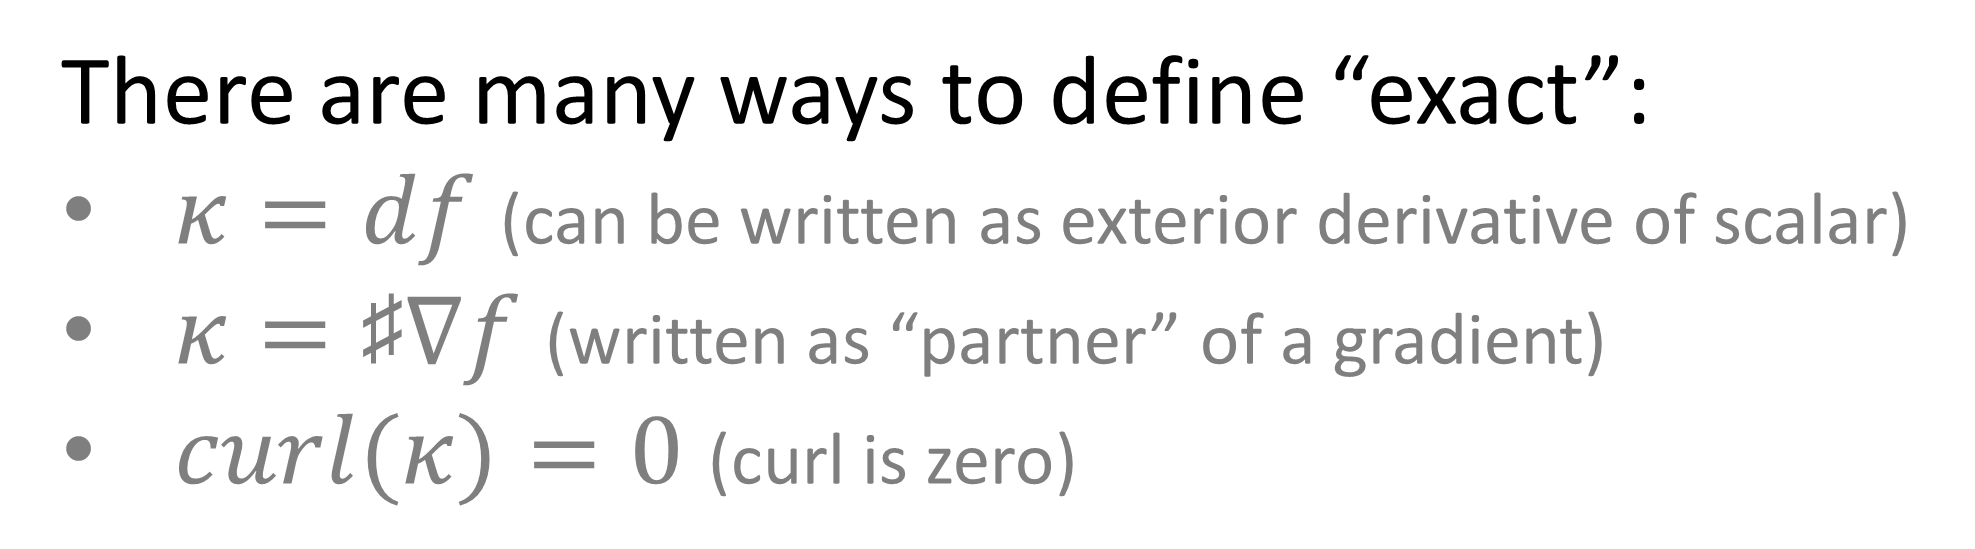 There are many ways to define “exact”:
• κ = df (can be written as exterior derivative of scalar)
• κ = ♯∇f (written as “partner” of a gradient)
• curl(κ) = 0 (curl is zero)